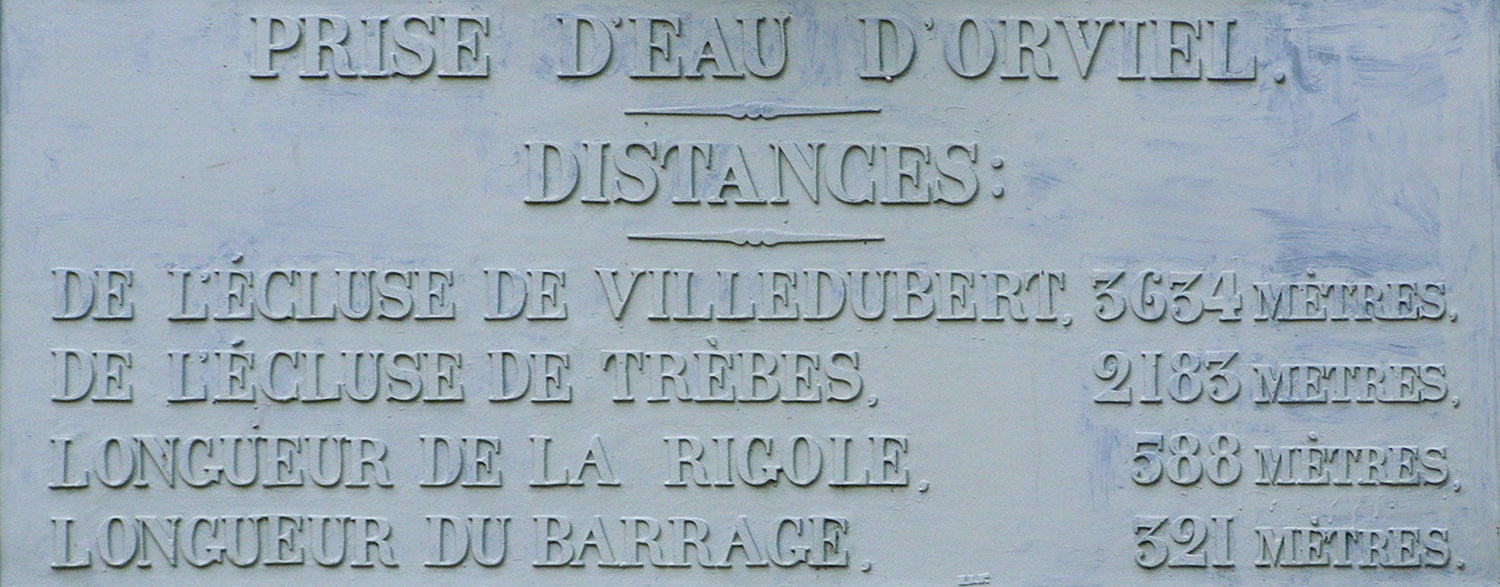 PRISE D'EAU D'ORVIEL.
DISTANCES:
DE L'ÉCLUSE DE VILLEDUBERT, 3634 MÈTRES,
DE L'ÉCLUSE DE TRÈBES, 2183 METRES,
LONGUEUR DE LA RIGOLE, 588 MÈTRES,
LONGUEUR DU BARRAGE, 321 MÈTRES.